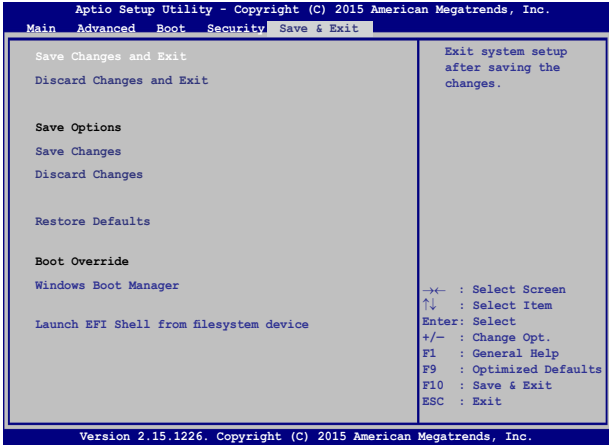 Aptio Setup Utility - Copyright (C) 2015 American Megatrends, Inc.
Main Advanced Boot Security Save & Exit
Save Changes and Exit
Discard Changes and Exit
Save Options
Save Changes
Discard Changes
Restore Defaults
Boot Override
Windows Boot Manager
Launch EFI Shell from filesystem device
Exit system setup
after saving the
changes.
→← : Select Screen
↑↓ : Select Item
Enter: Select
+/− : Change Opt.
F1 : General Help
F9 : Optimized Defaults
F10 : Save & Exit
ESC : Exit
Version 2.15.1226. Copyright (C) 2015 American Megatrends, Inc.